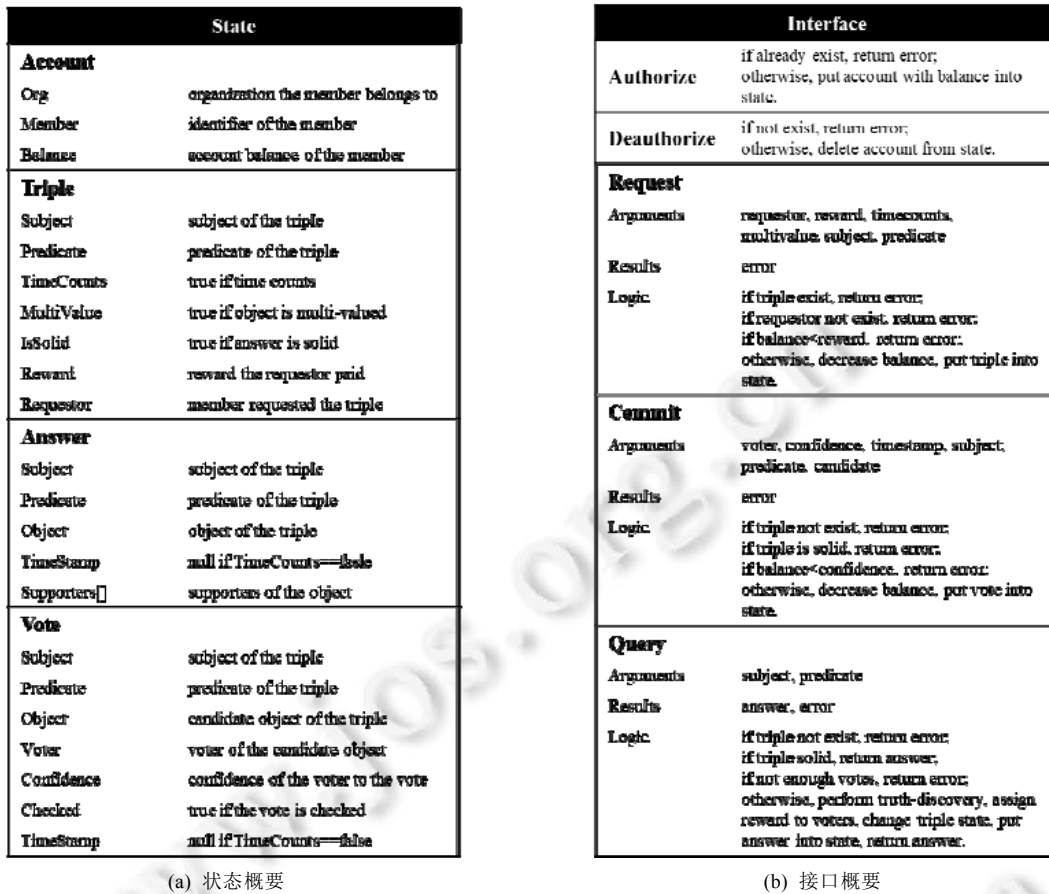 State
Account
Org organization the member belongs to
Member identifier of the member
Balance account balance of the member
Triple
Subject subject of the triple
Predicate predicate of the triple
TimeCounts true if time counts
MultiValue true if object is multi-valued
IsSolid true if answer is solid
Reward reward the requestor paid
Requestor member requested the triple
Answer
Subject subject of the triple
Predicate predicate of the triple
Object object of the triple
TimeStamp null if TimeCounts==fasle
Supporters[] supporters of the object
Vote
Subject subject of the triple
Predicate predicate of the triple
Object candidate object of the triple
Voter voter of the candidate object
Confidence confidence of the voter to the vote
Checked true if the vote is checked
TimeStamp null if TimeCounts==false
(a) 状态概要
Interface
Authorize if already exist, return error;
otherwise, put account with balance into
state.
Deauthorize if not exist, return error;
otherwise, delete account from state.
Request
Arguments requestor, reward, timecounts,
multivalue, subject, predicate
Results error
Logic if triple exist, return error;
if requestor not exist, return error;
if balance<reward, return error;
otherwise, decrease balance, put triple into
state.
Commit
Arguments voter, confidence, timestamp, subject,
predicate, candidate
Results error
Logic if triple not exist, return error;
if triple is solid, return error;
if balance<confidence, return error;
otherwise, decrease balance, put vote into
state.
Query
Arguments subject, predicate
Results answer, error
Logic if triple not exist, return error;
if triple solid, return answer;
if not enough votes, return error;
otherwise, perform truth-discovery, assign
reward to voters, change triple state, put
answer into state, return answer.
(b) 接口概要